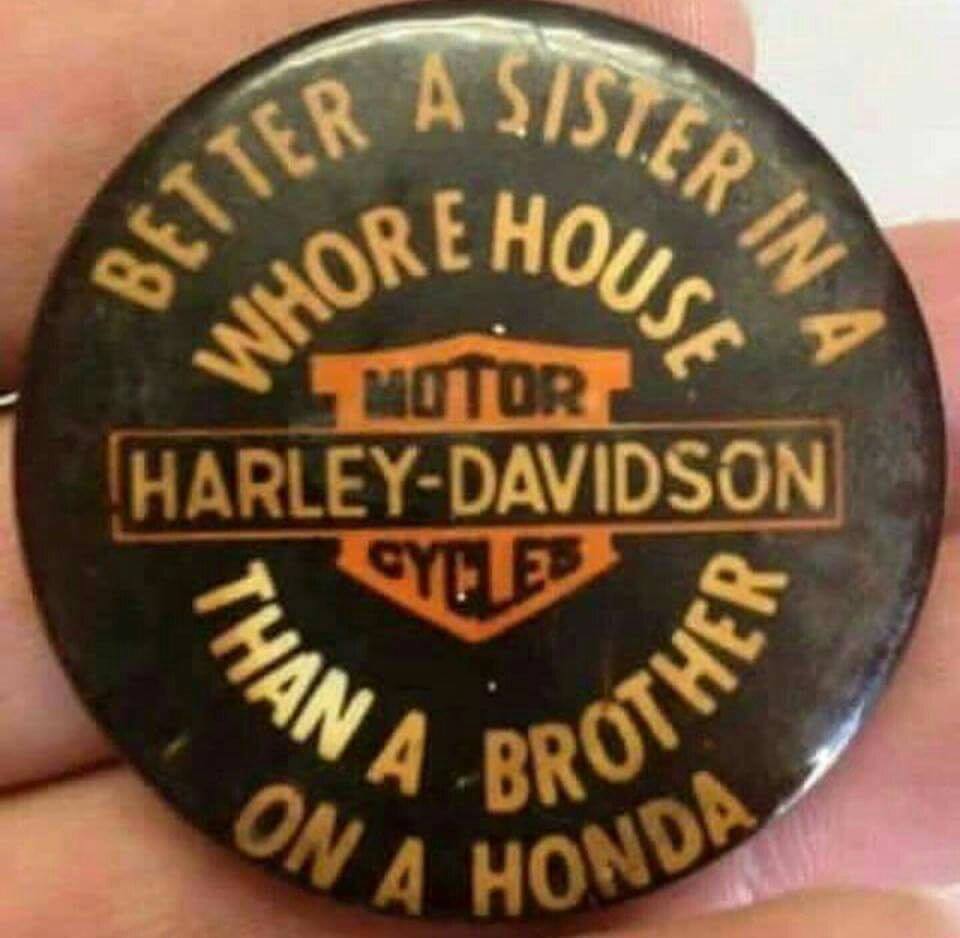 BETTER A SISTER IN A
WHORE HOUSE
MOTOR
HARLEY-DAVIDSON
CYCLES
THAN A BROTHER
ON A HONDA